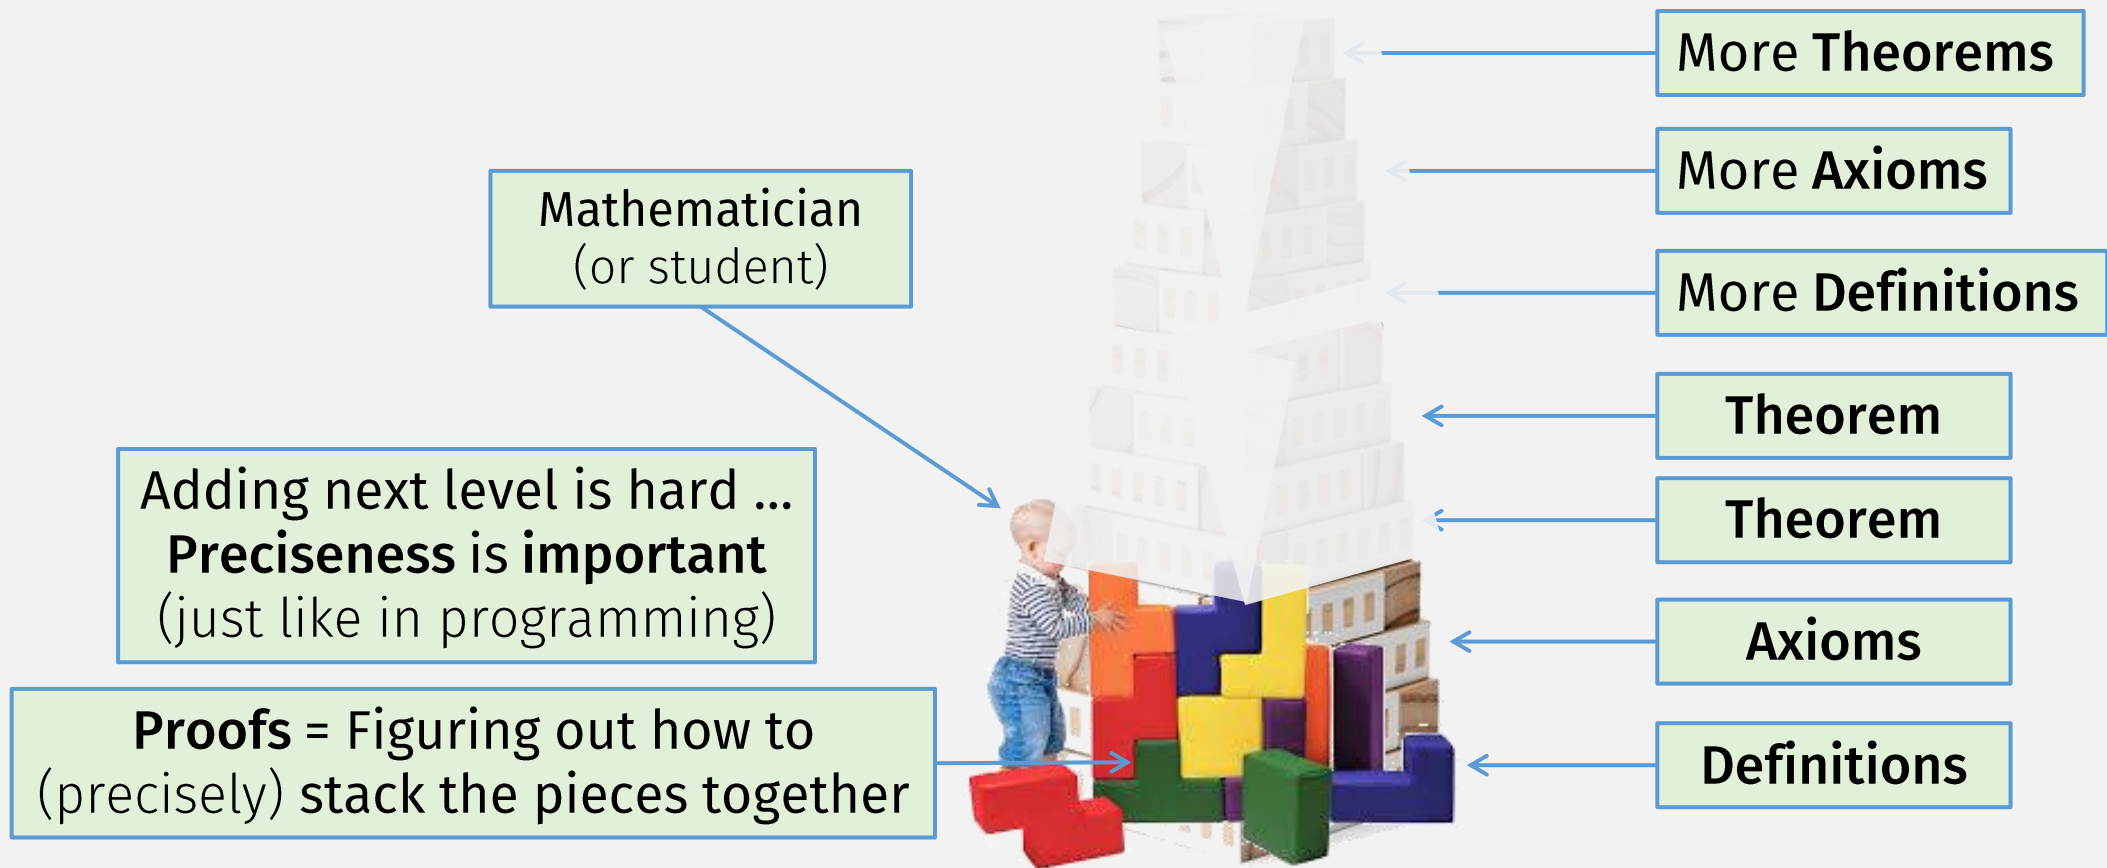 More Theorems
More Axioms
Mathematician
(or student)
More Definitions
Theorem
Adding next level is hard ...
Preciseness is important
(just like in programming)
Theorem
Axioms
Proofs = Figuring out how to
(precisely) stack the pieces together
Definitions